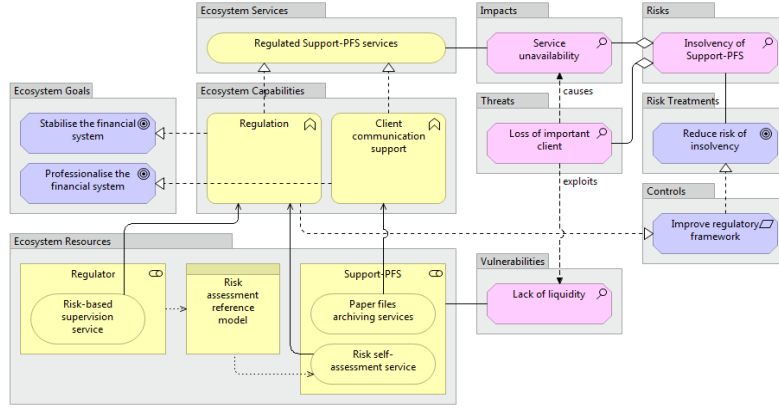 Ecosystem Services
Regulated Support-PFS services
Impacts
Service
unavailability
Risks
Insolvency of
Support-PFS
Ecosystem Goals
Stabilise the financial
system
Professionalise the
financial system
Ecosystem Capabilities
Regulation
Client
communication
support
causes
Threats
Loss of important
client
exploits
Risk Treatments
Reduce risk of
insolvency
Controls
Improve regulatory
framework
Ecosystem Resources
Regulator
Risk-based
supervision
service
Risk
assessment
reference
model
Support-PFS
Paper files
archiving services
Risk self-
assessment service
Vulnerabilities
Lack of liquidity